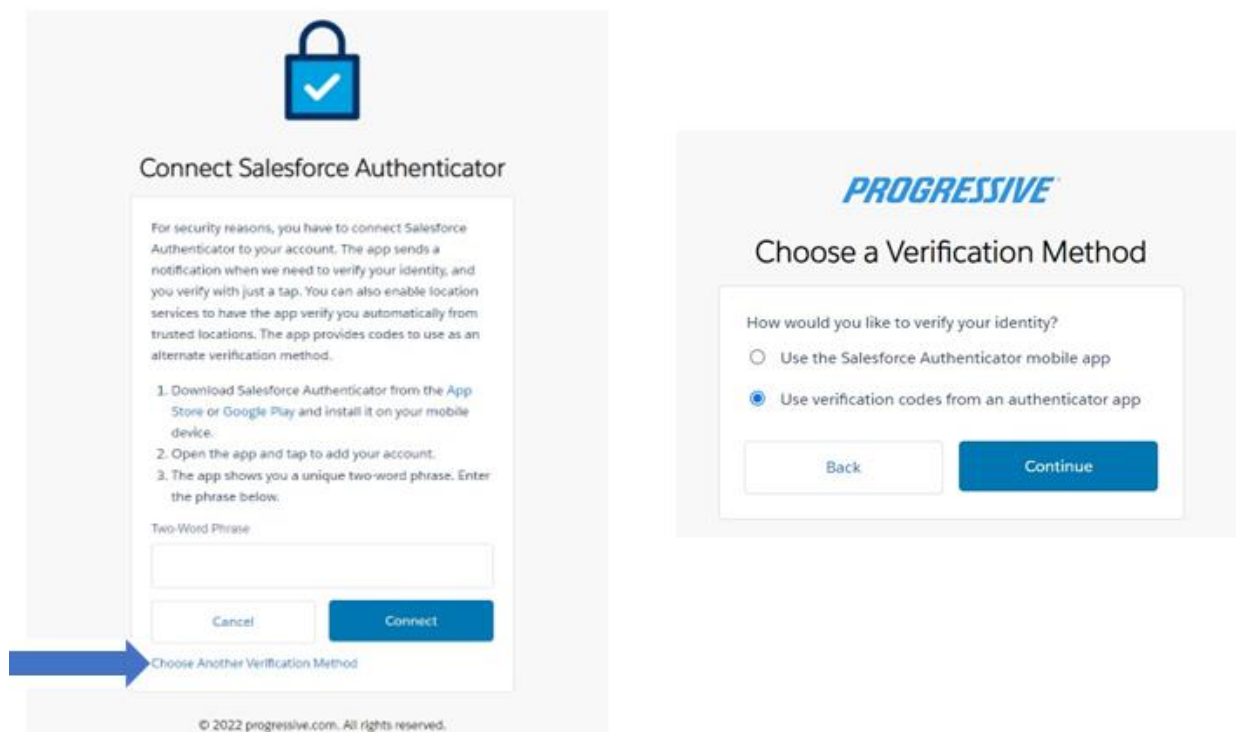 Connect Salesforce Authenticator
For security reasons, you have to connect Salesforce
Authenticator to your account. The app sends a
notification when we need to verify your identity, and
you verify with just a tap. You can also enable location
services to have the app verify you automatically from
trusted locations. The app provides codes to use as an
alternate verification method.
1. Download Salesforce Authenticator from the App
Store or Google Play and install it on your mobile
device.
2. Open the app and tap to add your account.
3. The app shows you a unique two-word phrase. Enter
the phrase below.
Two-Word Phrase
Cancel
Connect
Choose Another Verification Method
© 2022 progressive.com. All rights reserved.
PROGRESSIVE
Choose a Verification Method
How would you like to verify your identity?
Use the Salesforce Authenticator mobile app
Use verification codes from an authenticator app
Back
Continue